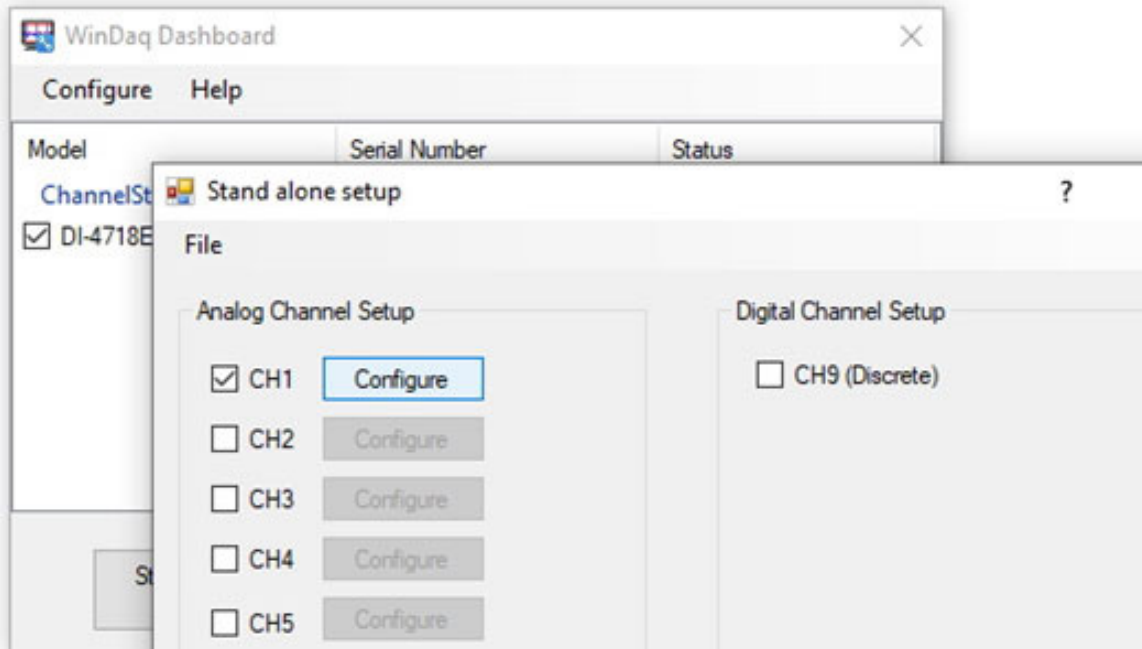 WinDaq Dashboard
Configure Help
Model Serial Number Status
ChannelSt
DI-4718E
Stand alone setup ?
File
Analog Channel Setup
CH1 Configure
CH2 Configure
CH3 Configure
CH4 Configure
CH5 Configure
Digital Channel Setup
CH9 (Discrete)
St